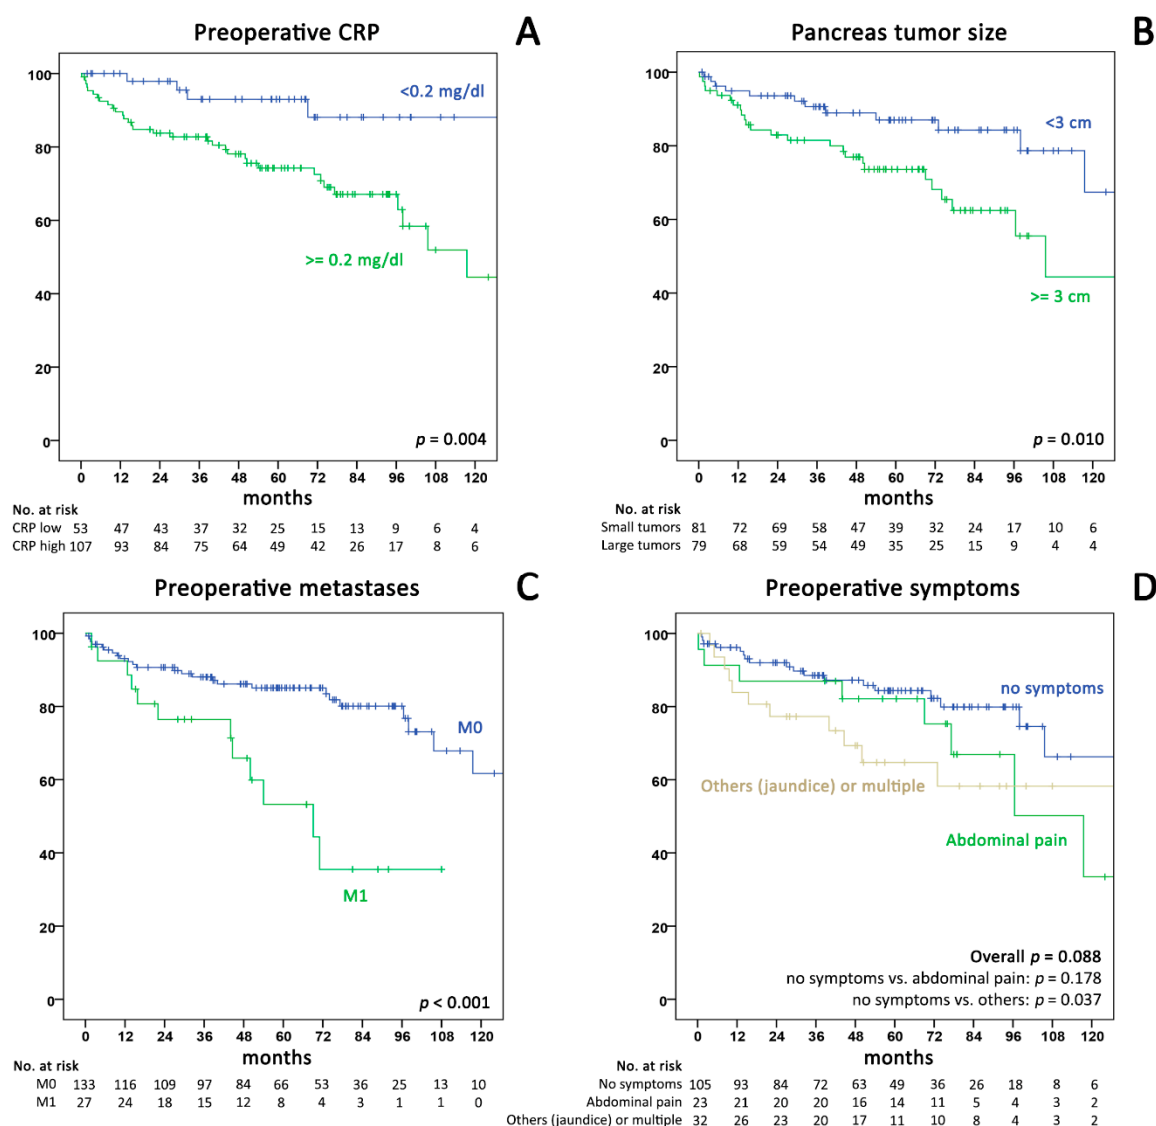 Preoperative CRP
A
100
80
60
40
20
0
<0.2 mg/dl
>= 0.2 mg/dl
p = 0.004
0 12 24 36 48 60 72 84 96 108 120
months
No. at risk
CRP low 53 47 43 37 32 25 15 13 9 6 4
CRP high 107 93 84 75 64 49 42 26 17 8 6
Pancreas tumor size
B
100
80
60
40
20
0
<3 cm
>= 3 cm
p = 0.010
0 12 24 36 48 60 72 84 96 108 120
months
No. at risk
Small tumors 81 72 69 58 47 39 32 24 17 10 6
Large tumors 79 68 59 54 49 35 25 15 9 4 4
Preoperative metastases
C
100
80
60
40
20
0
M0
M1
p < 0.001
0 12 24 36 48 60 72 84 96 108 120
months
No. at risk
M0 133 116 109 97 84 66 53 36 25 13 10
M1 27 24 18 15 12 8 4 3 1 1 0
Preoperative symptoms
D
100
80
60
40
20
0
no symptoms
Others (jaundice) or multiple
Abdominal pain
Overall p = 0.088
no symptoms vs. abdominal pain: p = 0.178
no symptoms vs. others: p = 0.037
0 12 24 36 48 60 72 84 96 108 120
months
No. at risk
No symptoms 105 93 84 72 63 49 36 26 18 8 6
Abdominal pain 23 21 20 20 16 14 11 5 4 3 2
Others (jaundice) or multiple 32 26 23 20 17 11 10 8 4 3 2